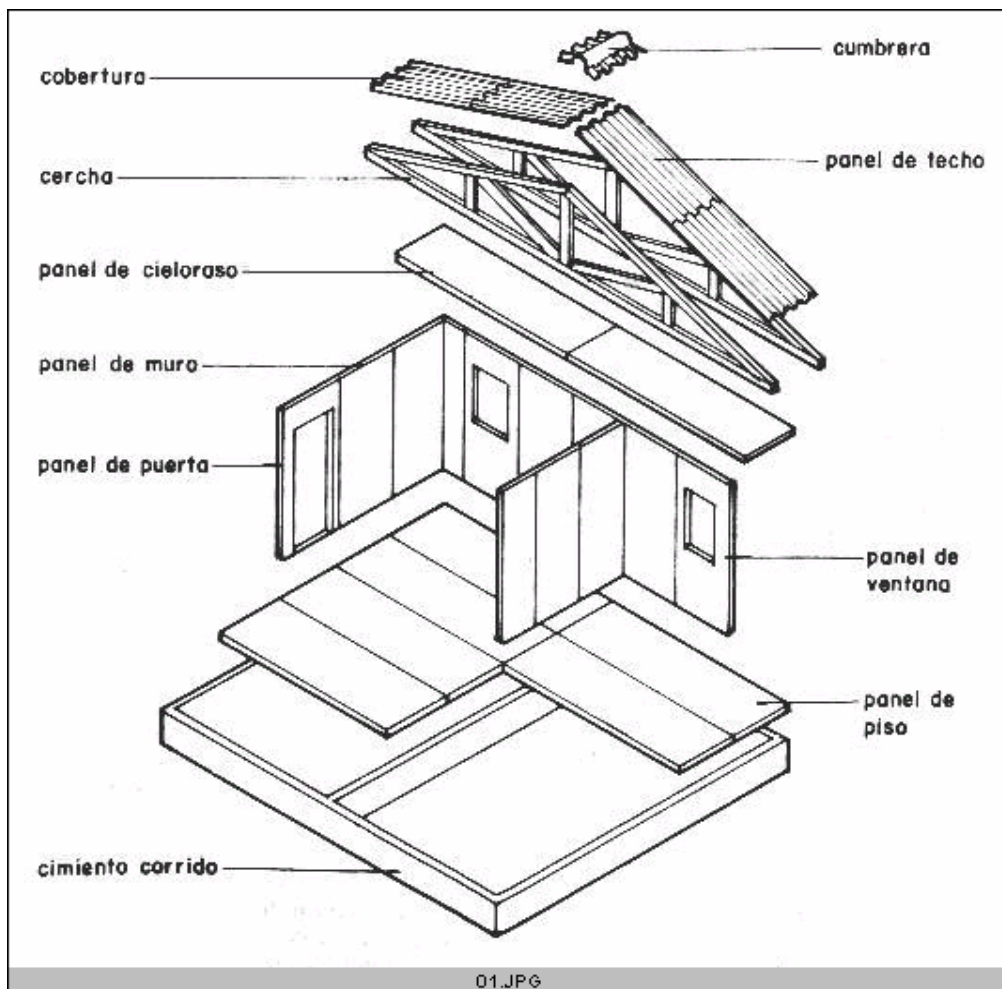 cumbrera
cobertura
panel de techo
cercha
panel de cieloraso
panel de muro
panel de puerta
panel de
ventana
panel de
piso
cimiento corrido
01.JPG